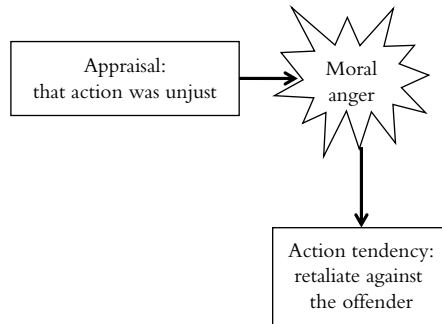 Appraisal:
that action was unjust
Moral
anger
Action tendency:
retaliate against
the offender